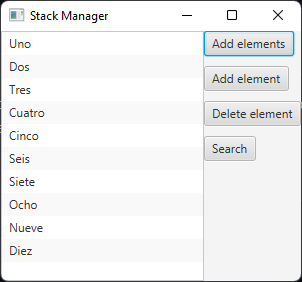 Stack Manager
Uno
Dos
Tres
Cuatro
Cinco
Seis
Siete
Ocho
Nueve
Diez
Add elements
Add element
Delete element
Search